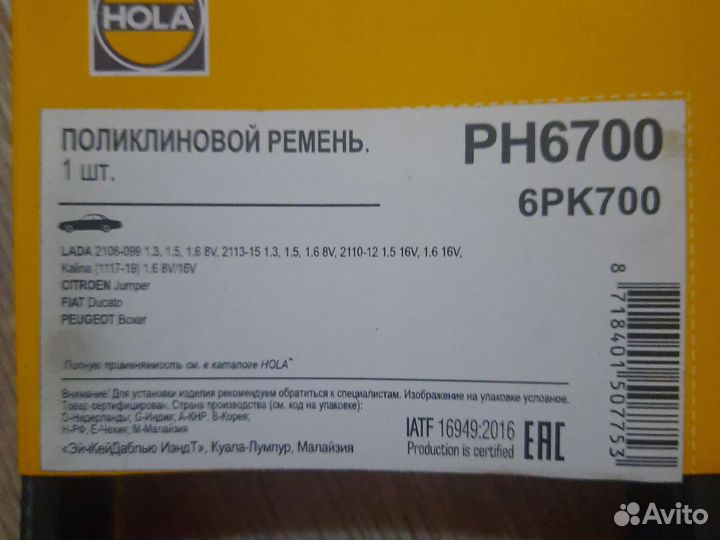 HOLA
ПОЛИКЛИНОВОЙ РЕМЕНЬ.
1 ШТ.
PH6700
6PK700
LADA 2108-099 1.3, 1.5, 1.6 8V, 2113-15 1.3, 1.5, 1.6 8V, 2110-12 1.5 16V, 1.6 16V,
Kalina (1117-19) 1.6 8V/16V
CITROEN Jumper
FIAT Ducato
PEUGEOT Boxer
Полную применяемость см. в каталоге HOLA™
Внимание! Для установки изделия рекомендуем обратиться к специалистам. Изображение на упаковке условное.
Товар сертифицирован. Страна производства (см. код на упаковке):
D-Нидерланды; G-Индия; A-КНР; B-Корея;
H-РФ; E-Чехия; M-Малайзия
«ЭйчКейДаблью ИэндТ», Куала-Лумпур, Малайзия
IATF 16949:2016
Production is certified
EAC
8 718401 507753
Avito